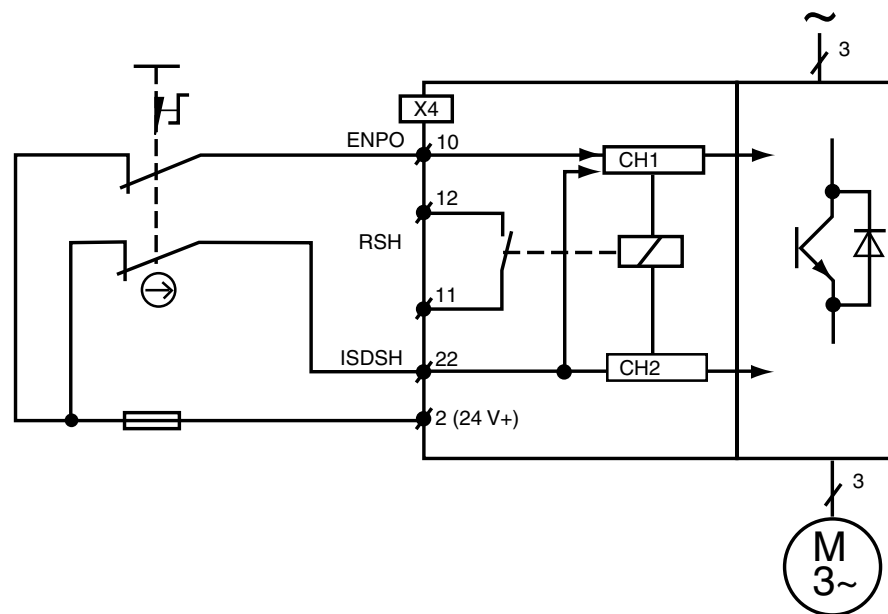 ~
3
X4
ENPO 10
CH1
12
RSH
11
ISDSH 22
CH2
2 (24 V+)
3
M
3~